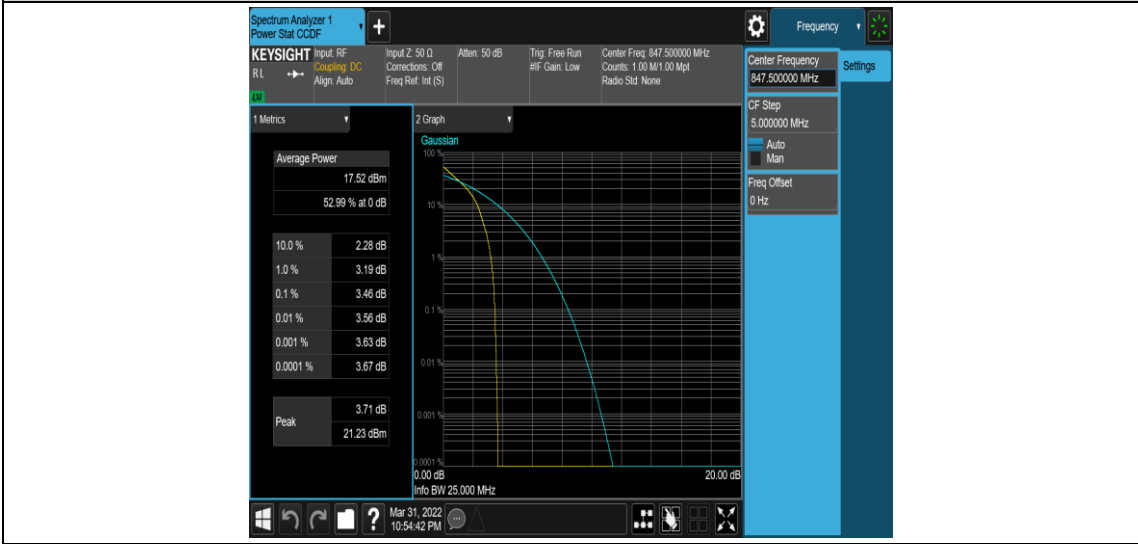 Spectrum Analyzer 1
Power Stat CCDF
+
Frequency
KEYSIGHT
RL
LXI
Input: RF
Coupling: DC
Align: Auto
Input Z: 50 Ω
Corrections: Off
Freq Ref: Int (S)
Atten: 50 dB
Trig: Free Run
#IF Gain: Low
Center Freq: 847.500000 MHz
Counts: 1.00 M/1.00 Mpt
Radio Std: None
Center Frequency
847.500000 MHz
Settings
CF Step
5.000000 MHz
Auto
Man
Freq Offset
0 Hz
1 Metrics
Average Power
17.52 dBm
52.99 % at 0 dB
10.0 % 2.28 dB
1.0 % 3.19 dB
0.1 % 3.46 dB
0.01 % 3.56 dB
0.001 % 3.63 dB
0.0001 % 3.67 dB
Peak 3.71 dB
21.23 dBm
2 Graph
Gaussian
100 %
10 %
1 %
0.1 %
0.01 %
0.001 %
0.0001 %
0.00 dB 20.00 dB
Info BW 25.000 MHz
?
Mar 31, 2022
10:54:42 PM